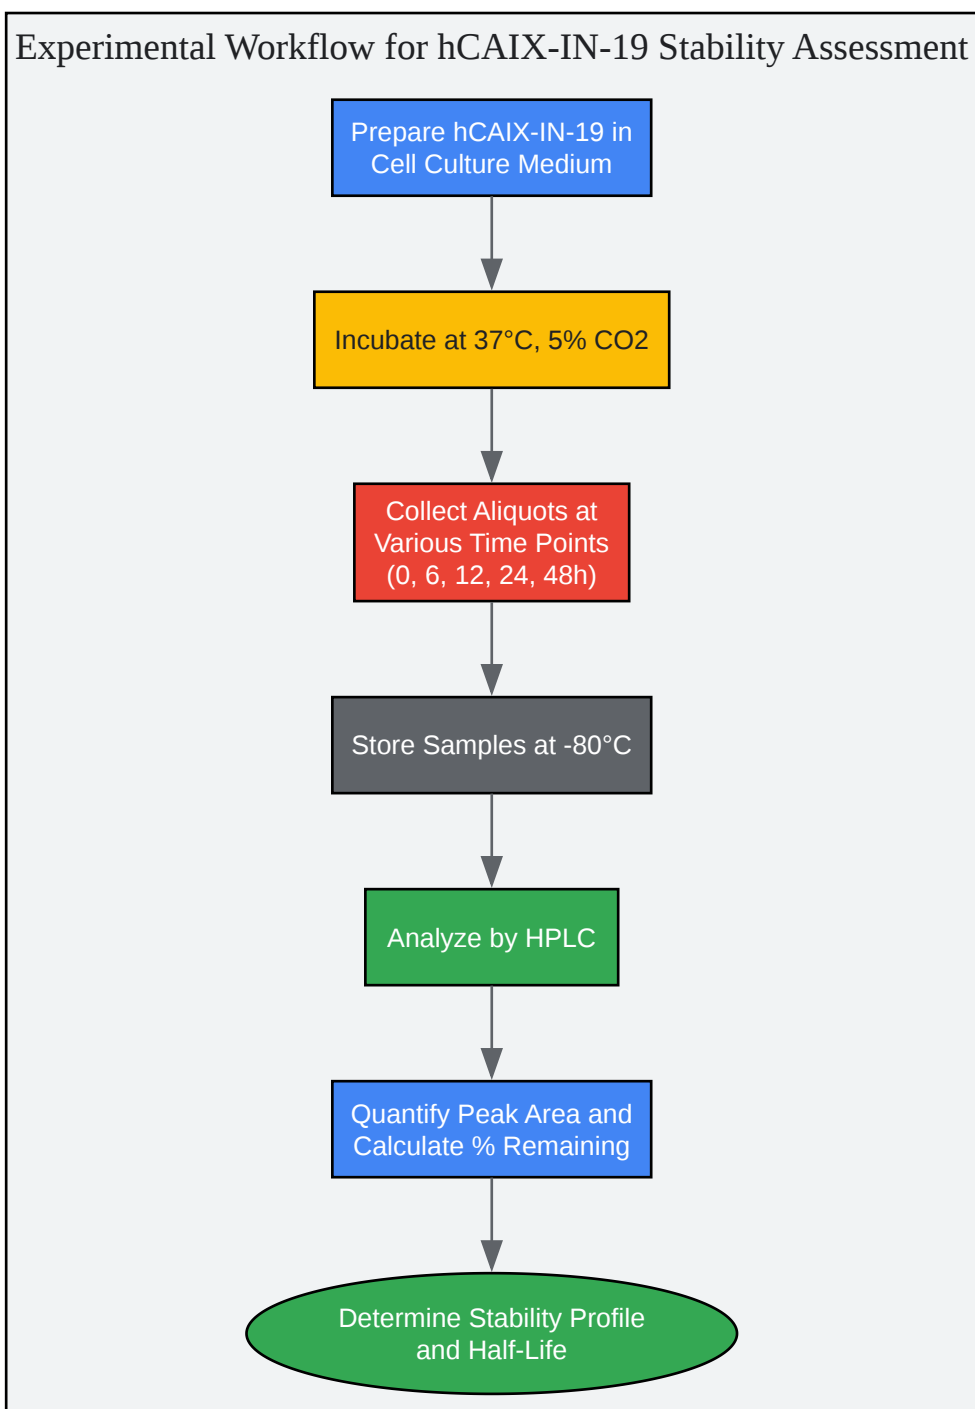 Experimental Workflow for hCAIX-IN-19 Stability Assessment
Prepare hCAIX-IN-19 in
Cell Culture Medium
Incubate at 37°C, 5% CO2
Collect Aliquots at
Various Time Points
(0, 6, 12, 24, 48h)
Store Samples at -80°C
Analyze by HPLC
Quantify Peak Area and
Calculate % Remaining
Determine Stability Profile
and Half-Life